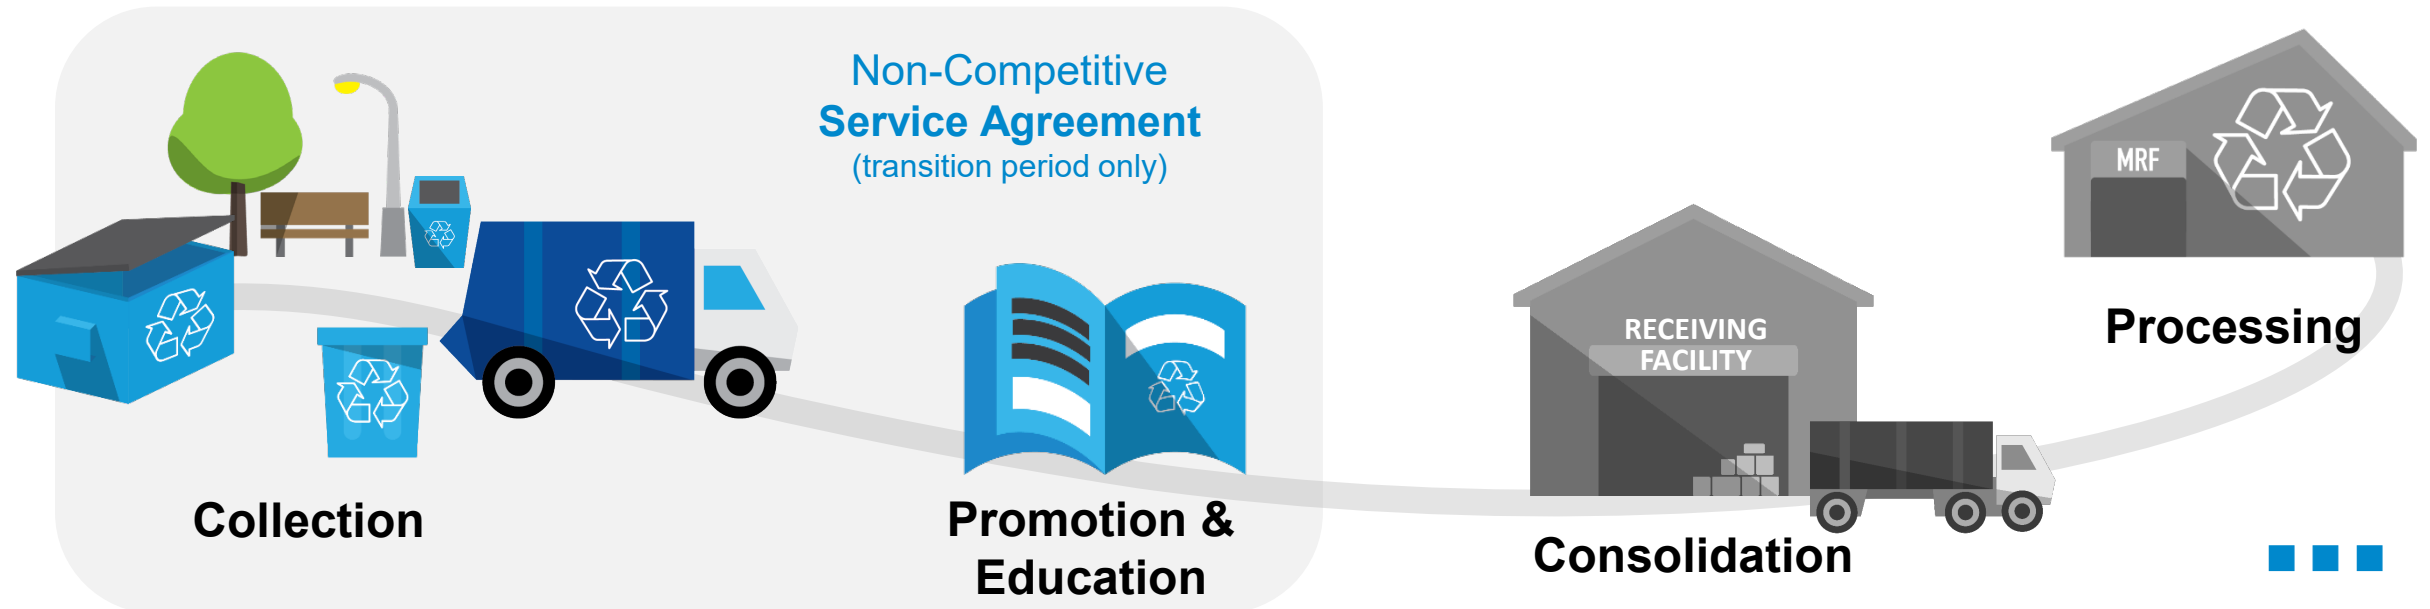 Non-Competitive
Service Agreement
(transition period only)
Collection
Promotion &
Education
RECEIVING
FACILITY
Consolidation
MRF
Processing